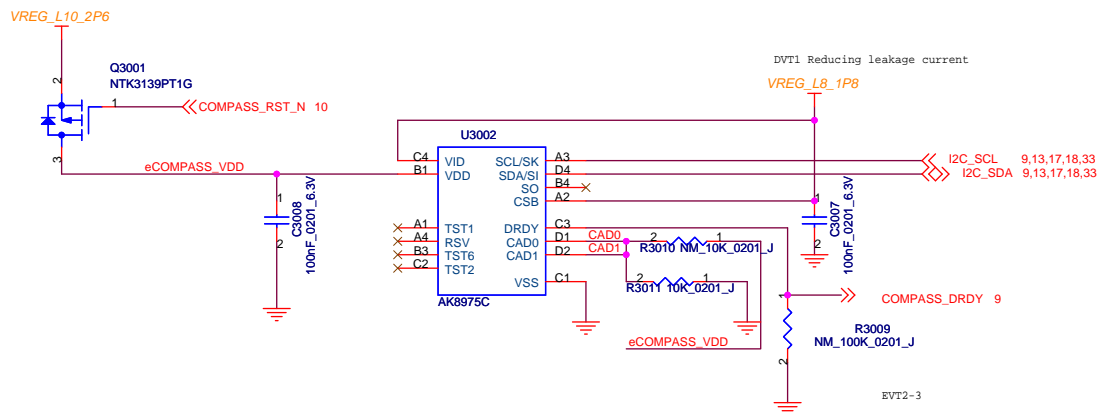 VREG_L10_2P6
2
Q3001
NTK3139PT1G
1
COMPASS_RST_N 10
3
DVT1 Reducing leakage current
VREG_L8_1P8
U3002
eCOMPASS_VDD
C4 VID
B1 VDD
SCL/SK A3
SDA/SI D4
SO B4
CSB A2
I2C_SCL 9,13,17,18,33
I2C_SDA 9,13,17,18,33
1
C3008
100nF_0201_6.3V
2
1
C3007
100nF_0201_6.3V
2
A1 TST1
A4 RSV
B3 TST6
C2 TST2
DRDY C3
CAD0 D1
CAD1 D2
VSS C1
CAD0
CAD1
2 1
R3010 NM_10K_0201_J
2 1
R3011 10K_0201_J
AK8975C
eCOMPASS_VDD
COMPASS_DRDY 9
1
R3009
NM_100K_0201_J
2
EVT2-3